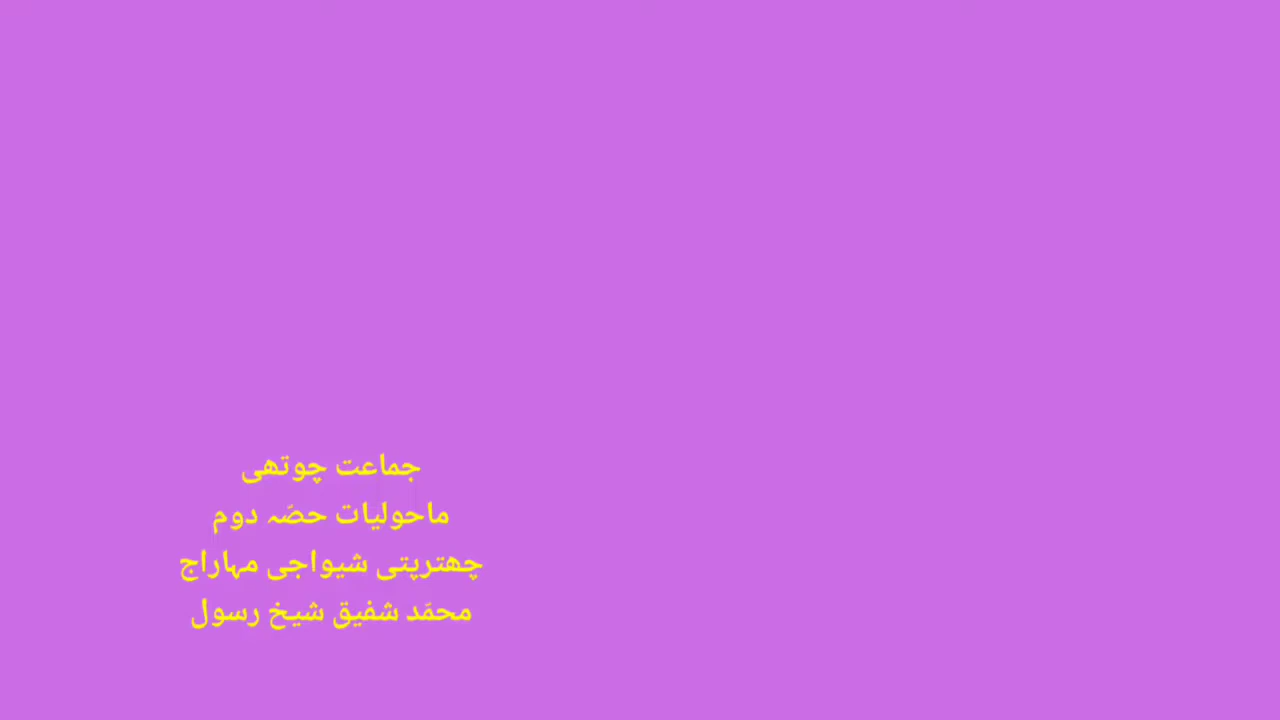 جماعت چوتھی
ماحولیات حصّہ دوم
چھترپتی شیواجی مہاراج
محمّد شفیق شیخ رسول